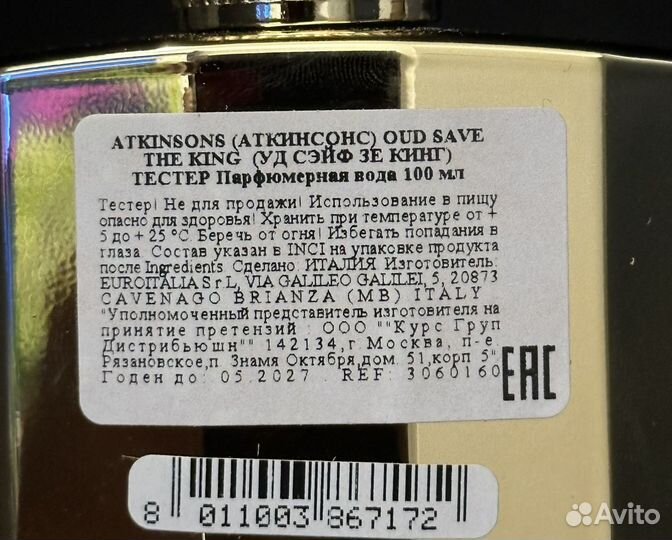 ATKINSONS (АТКИНСОНС) OUD SAVE
THE KING (УД СЭЙФ ЗЕ КИНГ)
ТЕСТЕР Парфюмерная вода 100 мл
Тестер! Не для продажи! Использование в пищу
опасно для здоровья! Хранить при температуре от +
5 до + 25 °C. Беречь от огня! Избегать попадания в
глаза. Состав указан в INCI на упаковке продукта
после Ingredients. Сделано: ИТАЛИЯ. Изготовитель:
EUROITALIA S r L, VIA GALILEO GALILEI, 5, 20873
CAVENAGO BRIANZA (MB) ITALY
"Уполномоченный представитель изготовителя на
принятие претензий : ООО ""Курс Груп
Дистрибьюшн"" 142134, г. Москва, п-е
Рязановское, п. Знамя Октября, дом. 51, корп 5"
Годен до: 05.2027 . REF: 3060160
EAC
8 011003 867172
Avito